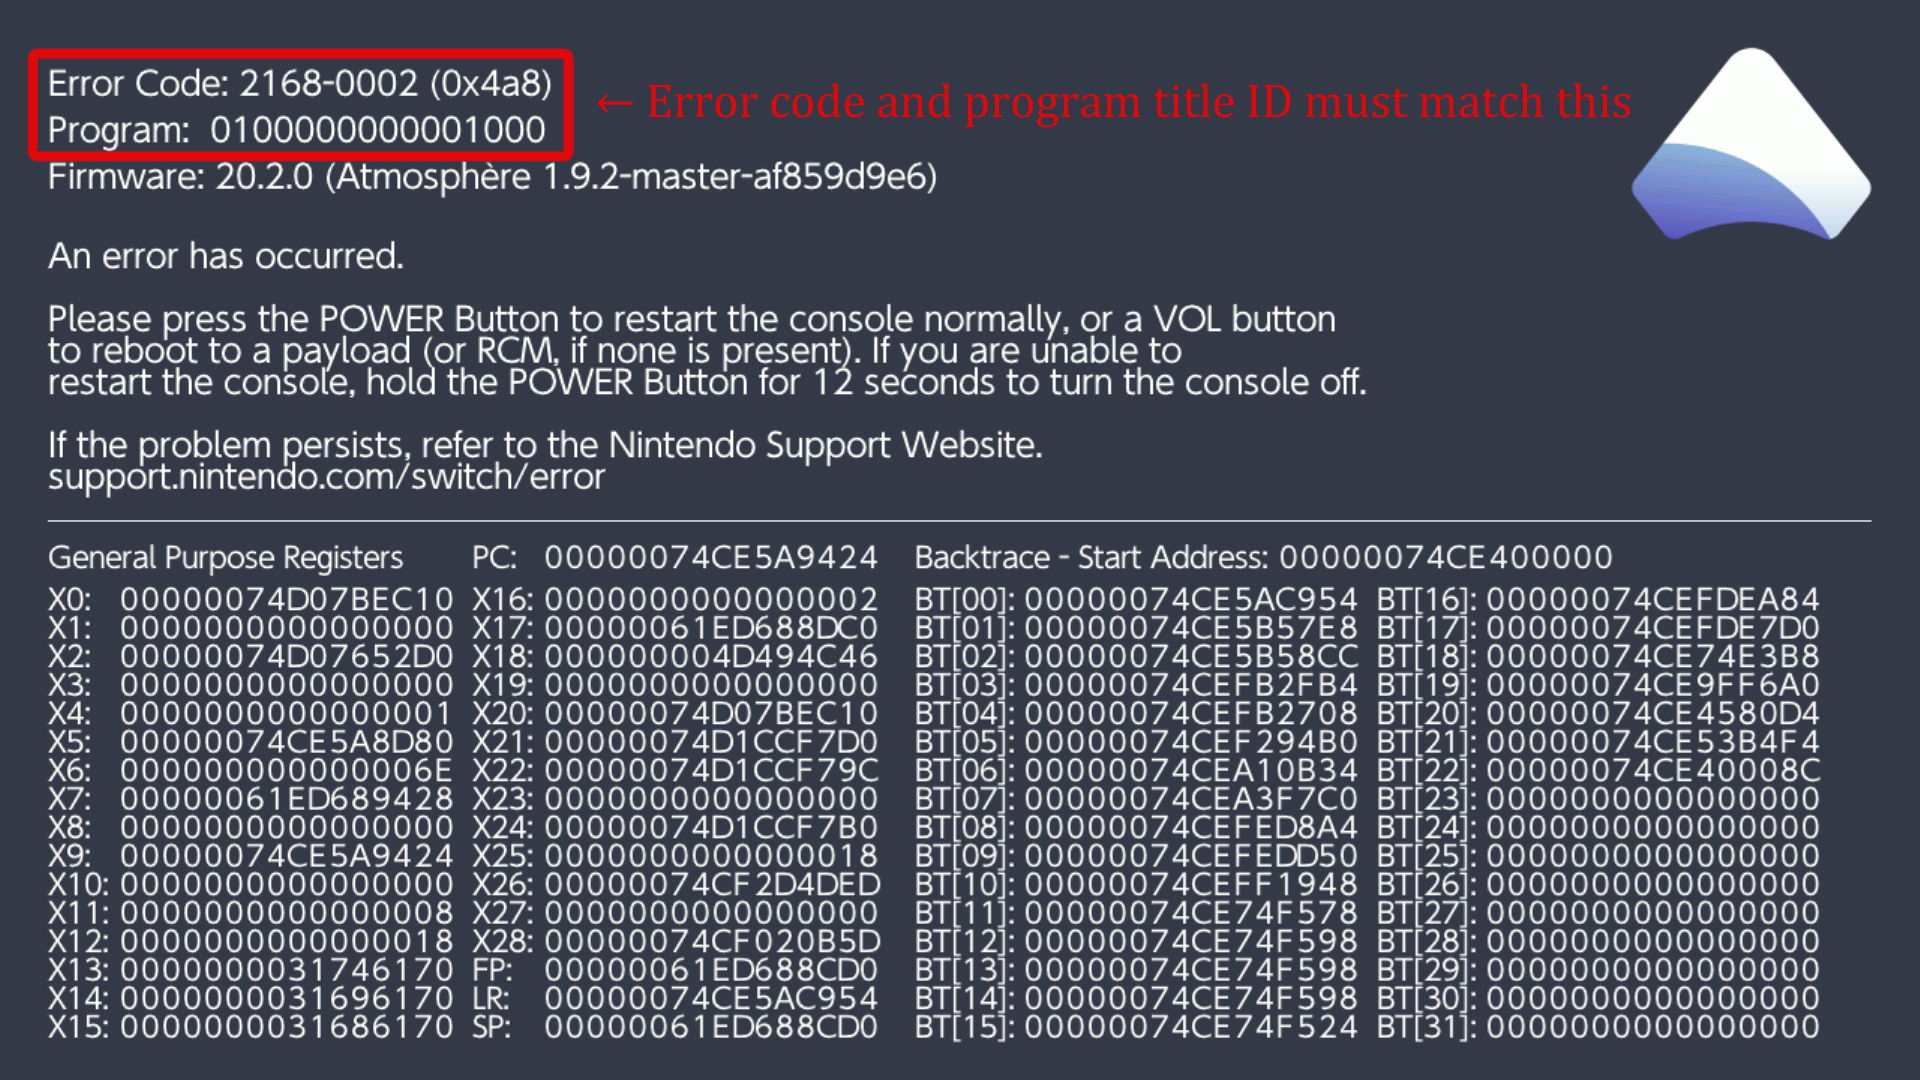 Error Code: 2168-0002 (0x4a8)
← Error code and program title ID must match this
Program: 0100000000001000
Firmware: 20.2.0 (Atmosphère 1.9.2-master-af859d9e6)
An error has occurred.
Please press the POWER Button to restart the console normally, or a VOL button
to reboot to a payload (or RCM, if none is present). If you are unable to
restart the console, hold the POWER Button for 12 seconds to turn the console off.
If the problem persists, refer to the Nintendo Support Website.
support.nintendo.com/switch/error
General Purpose Registers PC: 00000074CE5A9424 Backtrace - Start Address: 00000074CE400000
X0: 00000074D07BEC10 X16: 0000000000000002 BT[00]: 00000074CE5AC954 BT[16]: 00000074CEFDEA84
X1: 0000000000000000 X17: 00000061ED688DC0 BT[01]: 00000074CE5B57E8 BT[17]: 00000074CEFDE7D0
X2: 00000074D07652D0 X18: 000000004D494C46 BT[02]: 00000074CE5B58CC BT[18]: 00000074CE74E3B8
X3: 0000000000000000 X19: 0000000000000000 BT[03]: 00000074CEFB2FB4 BT[19]: 00000074CE9FF6A0
X4: 0000000000000001 X20: 00000074D07BEC10 BT[04]: 00000074CEFB2708 BT[20]: 00000074CE4580D4
X5: 00000074CE5A8D80 X21: 00000074D1CCF7D0 BT[05]: 00000074CEF294B0 BT[21]: 00000074CE53B4F4
X6: 000000000000006E X22: 00000074D1CCF79C BT[06]: 00000074CEA10B34 BT[22]: 00000074CE40008C
X7: 00000061ED689428 X23: 0000000000000000 BT[07]: 00000074CEA3F7C0 BT[23]: 0000000000000000
X8: 0000000000000000 X24: 00000074D1CCF7B0 BT[08]: 00000074CEFED8A4 BT[24]: 0000000000000000
X9: 00000074CE5A9424 X25: 0000000000000018 BT[09]: 00000074CEFEDD50 BT[25]: 0000000000000000
X10: 0000000000000000 X26: 00000074CF2D4DED BT[10]: 00000074CEFF1948 BT[26]: 0000000000000000
X11: 0000000000000008 X27: 0000000000000000 BT[11]: 00000074CE74F578 BT[27]: 0000000000000000
X12: 0000000000000018 X28: 00000074CF020B5D BT[12]: 00000074CE74F598 BT[28]: 0000000000000000
X13: 0000000031746170 FP: 00000061ED688CD0 BT[13]: 00000074CE74F598 BT[29]: 0000000000000000
X14: 0000000031696170 LR: 00000074CE5AC954 BT[14]: 00000074CE74F598 BT[30]: 0000000000000000
X15: 0000000031686170 SP: 00000061ED688CD0 BT[15]: 00000074CE74F524 BT[31]: 0000000000000000